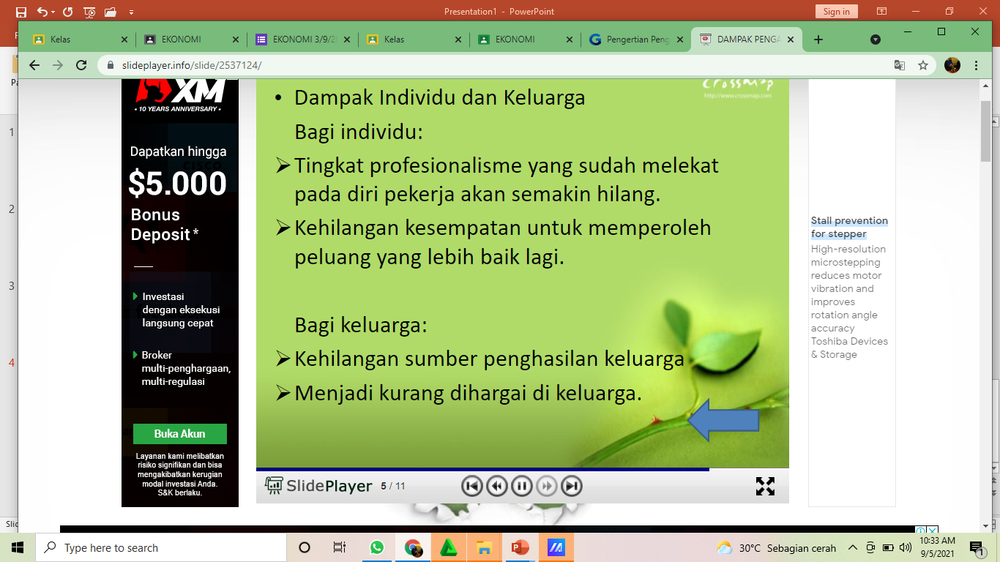 Presentation1 - PowerPoint
Sign in
Kelas
EKONOMI
EKONOMI 3/9/2
Kelas
EKONOMI
Pengertian Peng
DAMPAK PENGA
slideplayer.info/slide/2537124/
1
2
3
4
XM
• 10 YEARS ANNIVERSARY •
Dapatkan hingga
$5.000
Bonus
Deposit*
Investasi
dengan eksekusi
langsung cepat
Broker
multi-penghargaan,
multi-regulasi
Buka Akun
Layanan kami melibatkan
risiko signifikan dan bisa
mengakibatkan kerugian
modal investasi Anda.
S&K berlaku.
crossmap
http://www.crossmap.com
• Dampak Individu dan Keluarga
Bagi individu:
➢Tingkat profesionalisme yang sudah melekat
pada diri pekerja akan semakin hilang.
➢Kehilangan kesempatan untuk memperoleh
peluang yang lebih baik lagi.
Bagi keluarga:
➢Kehilangan sumber penghasilan keluarga
➢Menjadi kurang dihargai di keluarga.
SlidePlayer 5 / 11
Stall prevention
for stepper
High-resolution
microstepping
reduces motor
vibration and
improves
rotation angle
accuracy
Toshiba Devices
& Storage
Type here to search
30°C Sebagian cerah
10:33 AM
9/5/2021
1